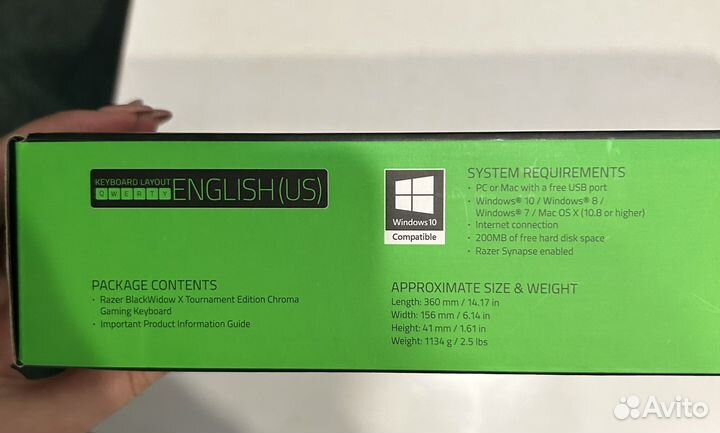 KEYBOARD LAYOUT
QWERTY
ENGLISH(US)
PACKAGE CONTENTS
• Razer BlackWidow X Tournament Edition Chroma
Gaming Keyboard
• Important Product Information Guide
Windows 10
Compatible
SYSTEM REQUIREMENTS
• PC or Mac with a free USB port
• Windows® 10 / Windows® 8 /
Windows® 7 / Mac OS X (10.8 or higher)
• Internet connection
• 200MB of free hard disk space
• Razer Synapse enabled
APPROXIMATE SIZE & WEIGHT
Length: 360 mm / 14.17 in
Width: 156 mm / 6.14 in
Height: 41 mm / 1.61 in
Weight: 1134 g / 2.5 lbs
Avito